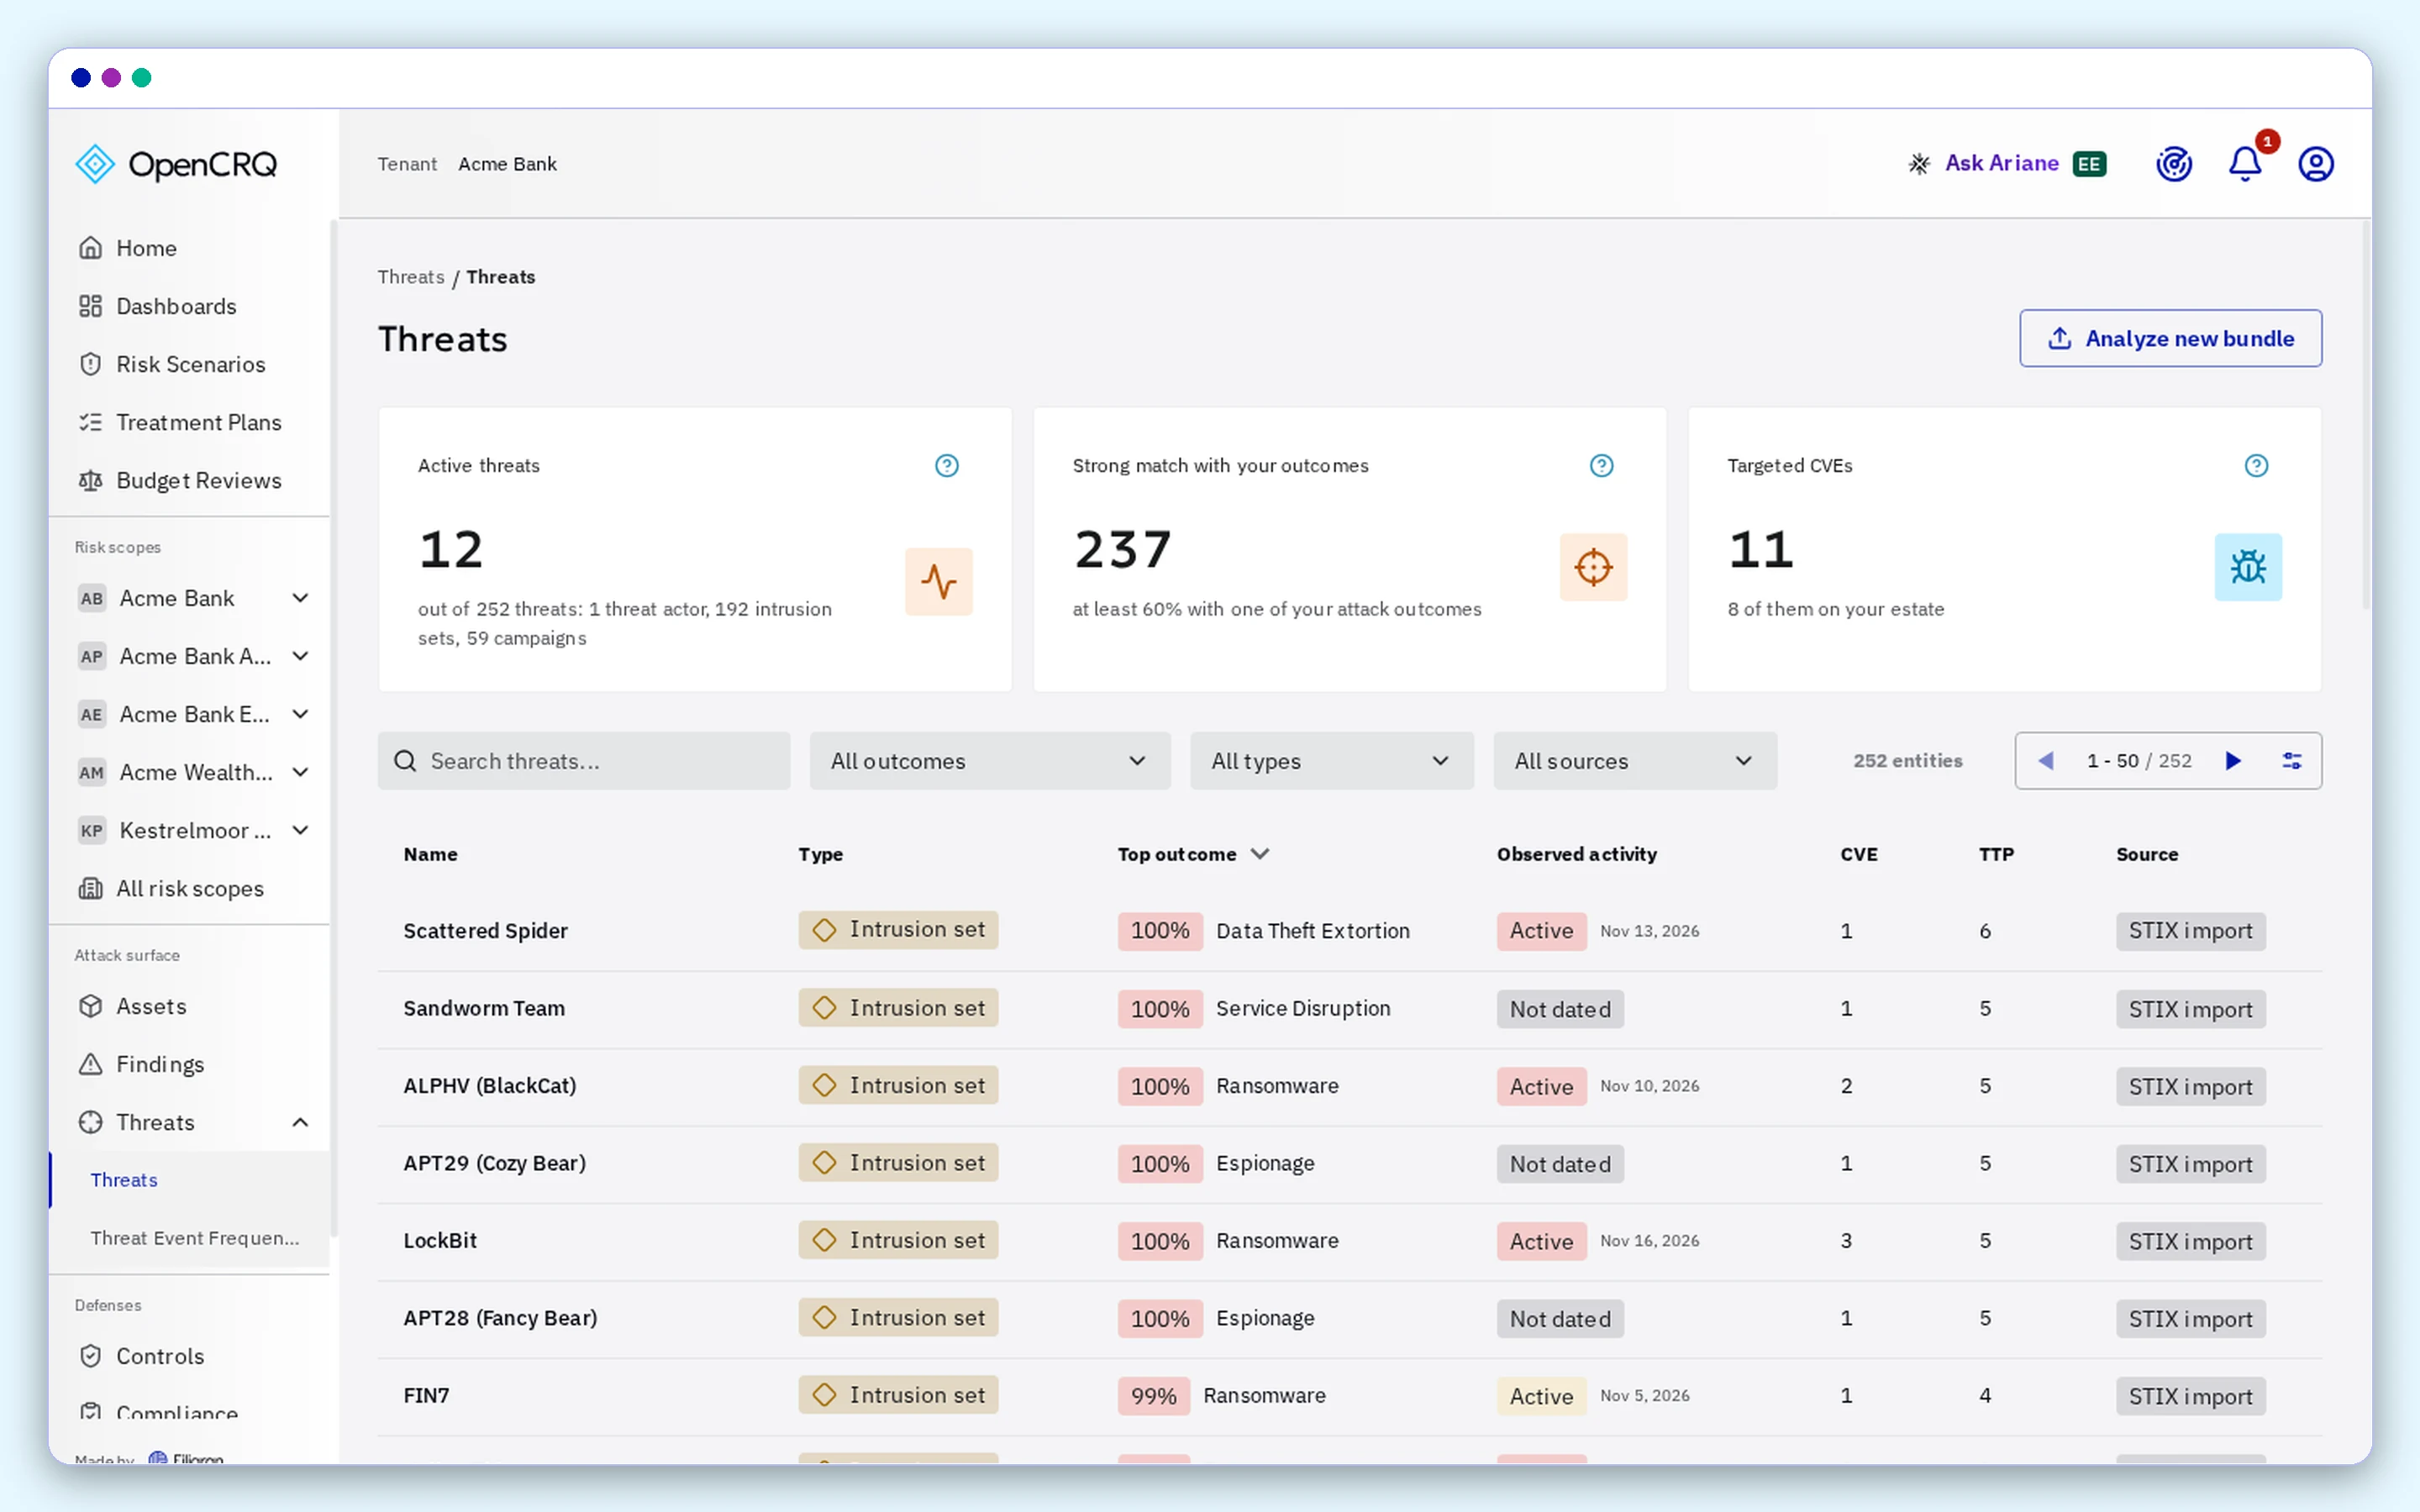 OpenCRQ
Tenant Acme Bank
Ask Ariane EE
1
Home
Dashboards
Risk Scenarios
Treatment Plans
Budget Reviews
Risk scopes
AB Acme Bank
AP Acme Bank A...
AE Acme Bank E...
AM Acme Wealth...
KP Kestrelmoor ...
All risk scopes
Attack surface
Assets
Findings
Threats
Threats
Threat Event Frequen...
Defenses
Controls
Compliance
Made by Filigran
Threats / Threats
Threats
Analyze new bundle
Active threats
12
out of 252 threats: 1 threat actor, 192 intrusion
sets, 59 campaigns
Strong match with your outcomes
237
at least 60% with one of your attack outcomes
Targeted CVEs
11
8 of them on your estate
Search threats... All outcomes All types All sources 252 entities 1 - 50 / 252
Name Type Top outcome Observed activity CVE TTP Source
Scattered Spider Intrusion set 100% Data Theft Extortion Active Nov 13, 2026 1 6 STIX import
Sandworm Team Intrusion set 100% Service Disruption Not dated 1 5 STIX import
ALPHV (BlackCat) Intrusion set 100% Ransomware Active Nov 10, 2026 2 5 STIX import
APT29 (Cozy Bear) Intrusion set 100% Espionage Not dated 1 5 STIX import
LockBit Intrusion set 100% Ransomware Active Nov 16, 2026 3 5 STIX import
APT28 (Fancy Bear) Intrusion set 100% Espionage Not dated 1 5 STIX import
FIN7 Intrusion set 99% Ransomware Active Nov 5, 2026 1 4 STIX import